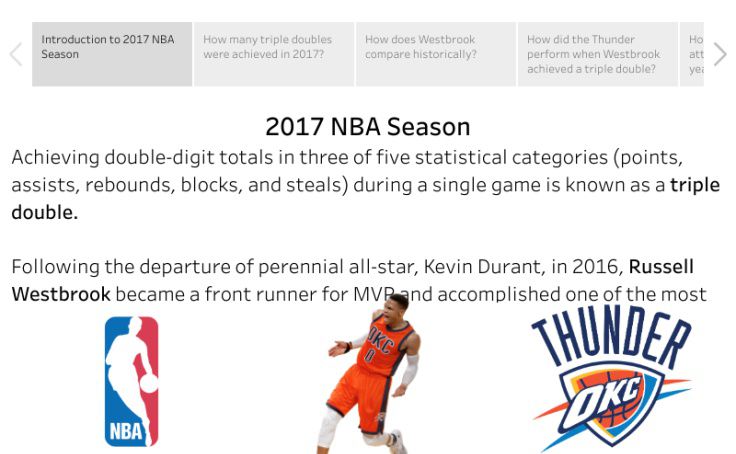 Introduction to 2017 NBA
Season
How many triple doubles
were achieved in 2017?
How does Westbrook
compare historically?
How did the Thunder
perform when Westbrook
achieved a triple double?
2017 NBA Season
Achieving double-digit totals in three of five statistical categories (points,
assists, rebounds, blocks, and steals) during a single game is known as a triple
double.
Following the departure of perennial all-star, Kevin Durant, in 2016, Russell
Westbrook became a front runner for MVP and accomplished one of the most
NBA
OKC
0
THUNDER
OKC